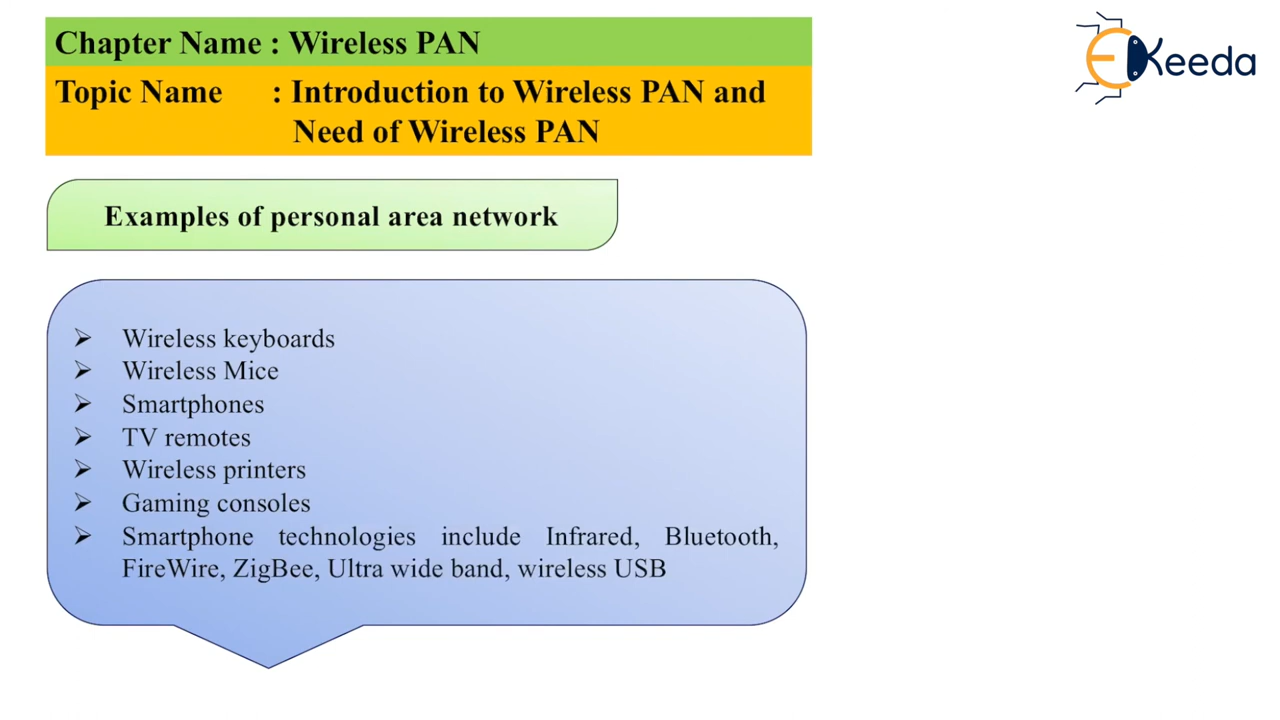 Chapter Name : Wireless PAN
EKeeda
Topic Name : Introduction to Wireless PAN and
Need of Wireless PAN
Examples of personal area network
➢ Wireless keyboards
➢ Wireless Mice
➢ Smartphones
➢ TV remotes
➢ Wireless printers
➢ Gaming consoles
➢ Smartphone technologies include Infrared, Bluetooth,
FireWire, ZigBee, Ultra wide band, wireless USB